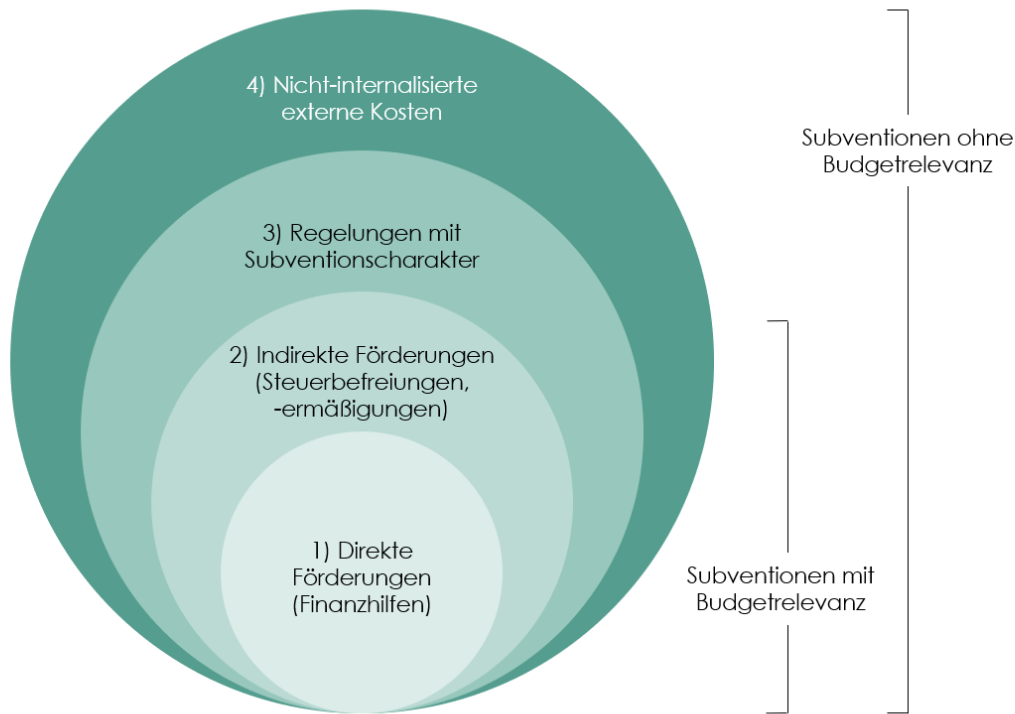 4) Nicht-internalisierte
externe Kosten
Subventionen ohne
Budgetrelevanz
3) Regelungen mit
Subventionscharakter
2) Indirekte Förderungen
(Steuerbefreiungen,
-ermäßigungen)
1) Direkte
Förderungen
(Finanzhilfen)
Subventionen mit
Budgetrelevanz